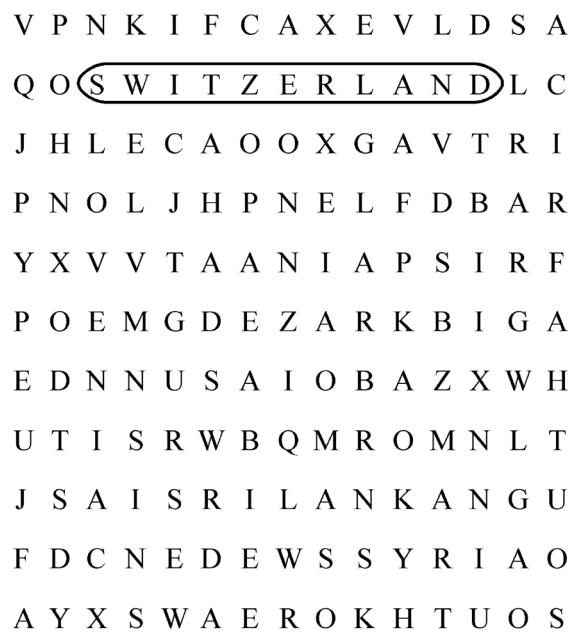 V P N K I F C A X E V L D S A
Q O S W I T Z E R L A N D L C
J H L E C A O O X G A V T R I
P N O L J H P N E L F D B A R
Y X V V T A A N I A P S I R F
P O E M G D E Z A R K B I G A
E D N N U S A I O B A Z X W H
U T I S R W B Q M R O M N L T
J S A I S R I L A N K A N G U
F D C N E D E W S S Y R I A O
A Y X S W A E R O K H T U O S